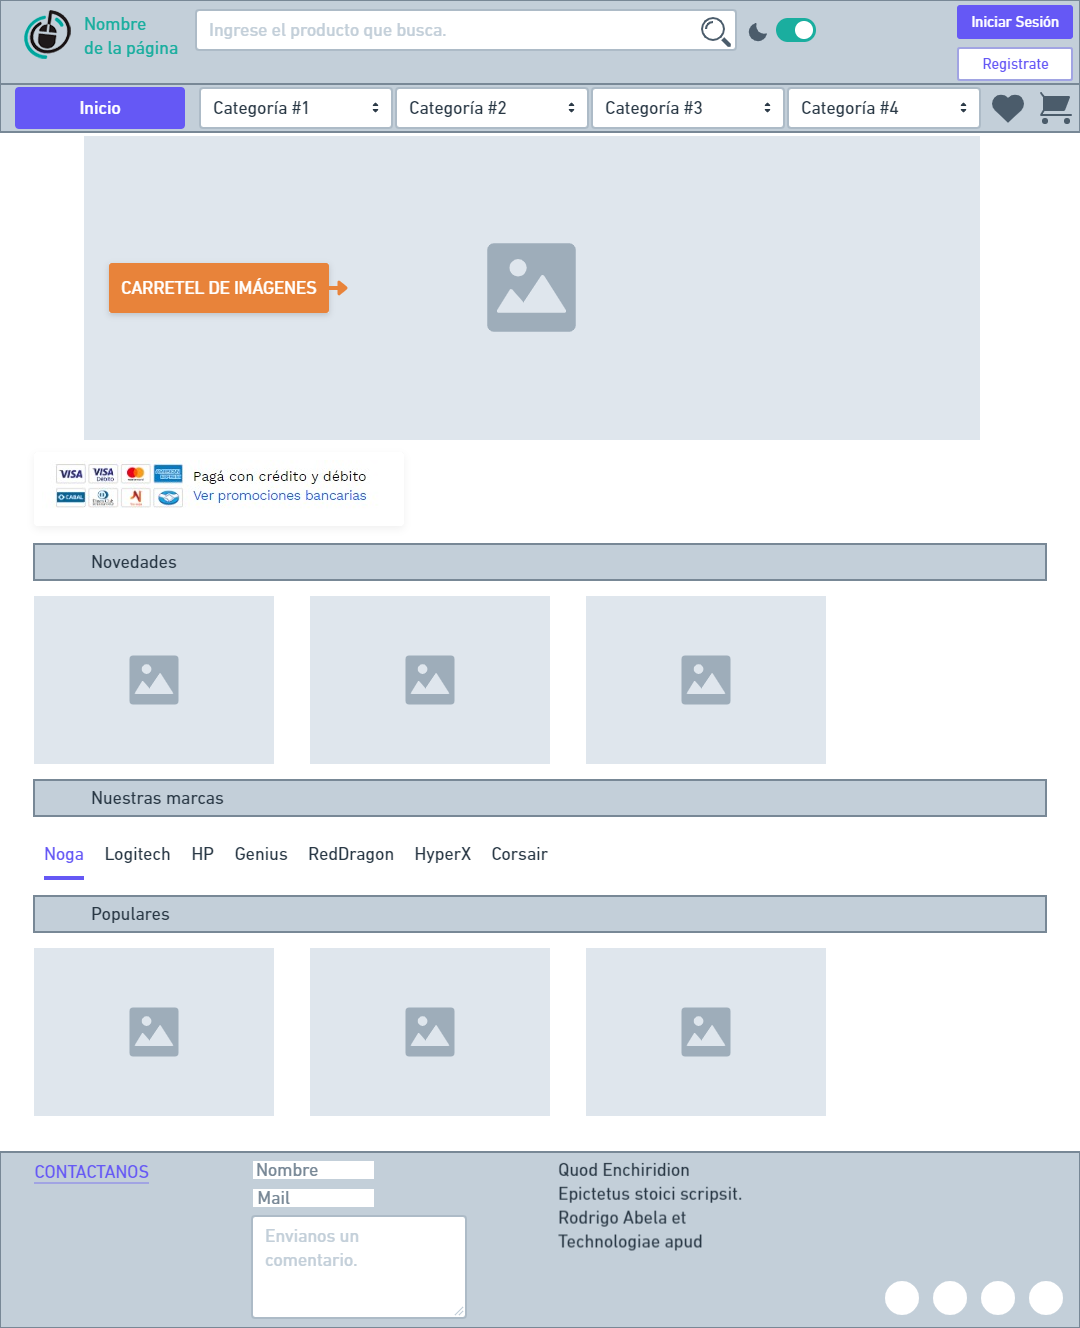 Nombre
de la página
Ingrese el producto que busca.
Iniciar Sesión
Registrate
Inicio
Categoría #1
Categoría #2
Categoría #3
Categoría #4
CARRETEL DE IMÁGENES
VISA
VISA
Débito
CABAL
Pagá con crédito y débito
Ver promociones bancarias
Novedades
Nuestras marcas
Noga
Logitech
HP
Genius
RedDragon
HyperX
Corsair
Populares
CONTACTANOS
Nombre
Mail
Envianos un
comentario.
Quod Enchiridion
Epictetus stoici scripsit.
Rodrigo Abela et
Technologiae apud